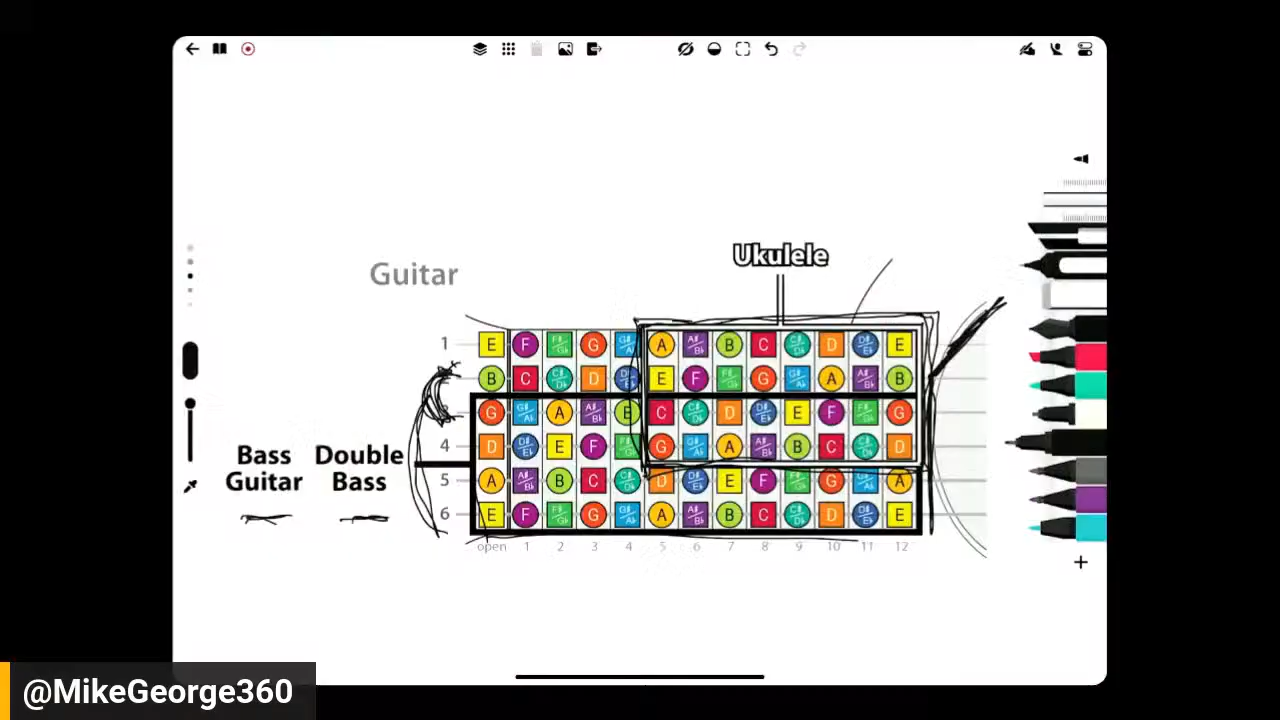 Ukulele
Guitar
1 E F F#/Gb G G#/Ab A A#/Bb B C C#/Db D D#/Eb E
B C C#/Db D D#/Eb E F F#/Gb G G#/Ab A A#/Bb B
G G#/Ab A A#/Bb B C C#/Db D D#/Eb E F F#/Gb G
4 D D#/Eb E F F#/Gb G G#/Ab A A#/Bb B C C#/Db D
5 A A#/Bb B C C#/Db D D#/Eb E F F#/Gb G G#/Ab A
6 E F F#/Gb G G#/Ab A A#/Bb B C C#/Db D D#/Eb E
open 1 2 3 4 5 6 7 8 9 10 11 12
Bass
Guitar
Double
Bass
@MikeGeorge360